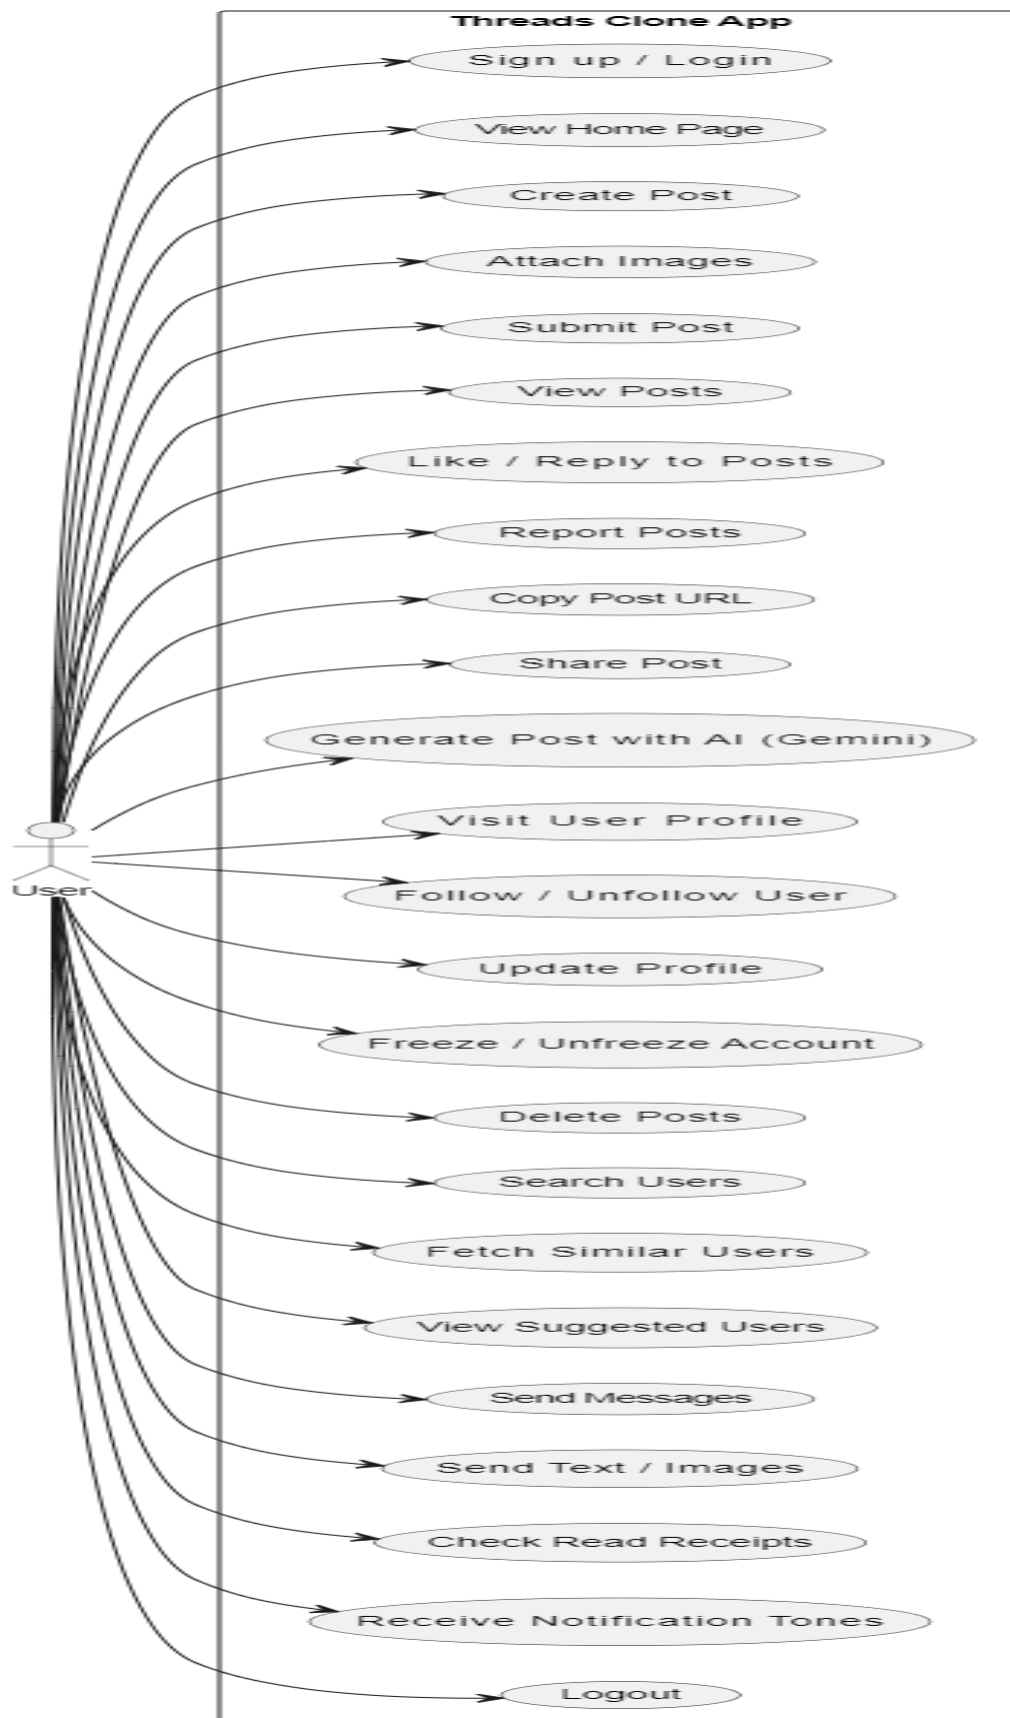 Threads Clone App
Sign up / Login
View Home Page
Create Post
Attach Images
Submit Post
View Posts
Like / Reply to Posts
Report Posts
Copy Post URL
Share Post
Generate Post with AI (Gemini)
Visit User Profile
User
Follow / Unfollow User
Update Profile
Freeze / Unfreeze Account
Delete Posts
Search Users
Fetch Similar Users
View Suggested Users
Send Messages
Send Text / Images
Check Read Receipts
Receive Notification Tones
Logout